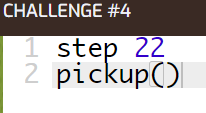 CHALLENGE #4
1 step 22
2 pickup()